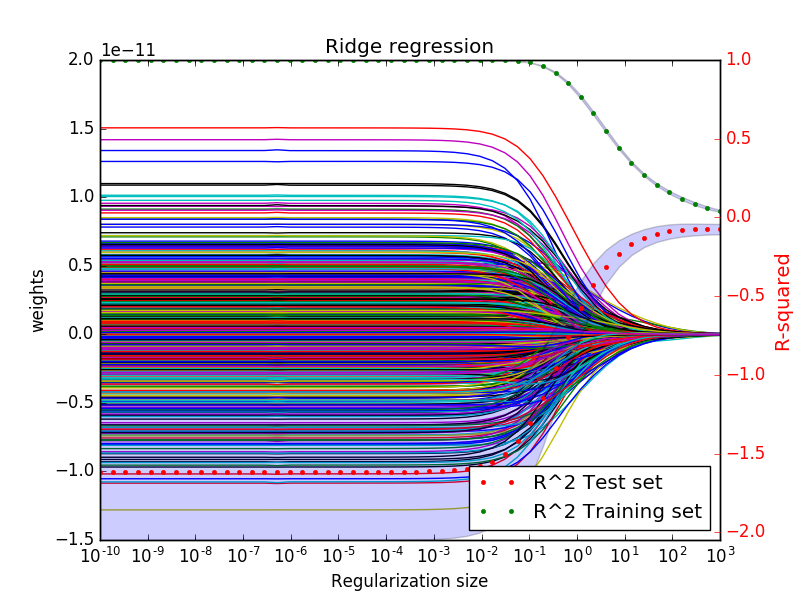 Ridge regression
1e−11
2.0
1.5
1.0
0.5
0.0
−0.5
−1.0
−1.5
weights
1.0
0.5
0.0
−0.5
−1.0
−1.5
−2.0
R-squared
R^2 Test set
R^2 Training set
10^-10 10^-9 10^-8 10^-7 10^-6 10^-5 10^-4 10^-3 10^-2 10^-1 10^0 10^1 10^2 10^3
Regularization size